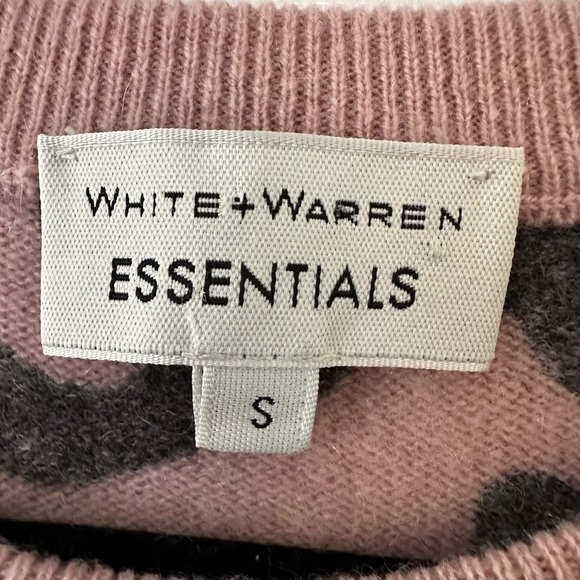 WHITE + WARREN
ESSENTIALS
S